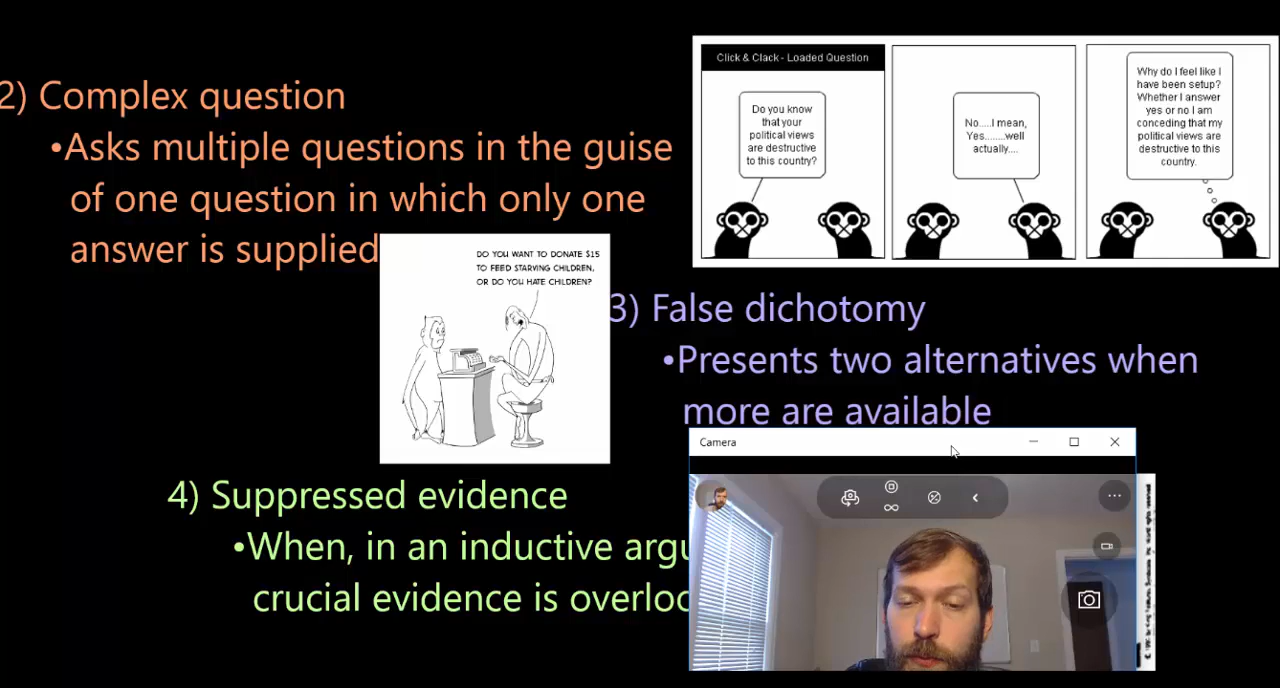 2) Complex question
•Asks multiple questions in the guise
of one question in which only one
answer is supplied
Click & Clack - Loaded Question
Do you know
that your
political views
are destructive
to this country?
No.....I mean,
Yes........well
actually....
Why do I feel like I
have been setup?
Whether I answer
yes or no I am
conceding that my
political views are
destructive to this
country.
DO YOU WANT TO DONATE $15
TO FEED STARVING CHILDREN,
OR DO YOU HATE CHILDREN?
3) False dichotomy
•Presents two alternatives when
more are available
Camera
4) Suppressed evidence
•When, in an inductive argu
crucial evidence is overloo